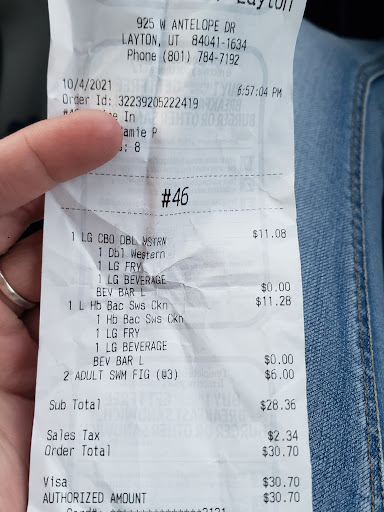 Layton
925 W ANTELOPE DR
LAYTON, UT 84041-1634
Phone (801) 784-7192
10/4/2021 6:57:04 PM
Order Id: 32239205222419
In
amie P
: 8
#46
1 LG CBO DBL WSTRN $11.08
1 Dbl Western
1 LG FRY
1 LG BEVERAGE
BEV BAR L $0.00
1 L Hb Bac Sws Ckn $11.28
1 Hb Bac Sws Ckn
1 LG FRY
1 LG BEVERAGE
BEV BAR L $0.00
2 ADULT SWM FIG (@3) $6.00
Sub Total $28.36
Sales Tax $2.34
Order Total $30.70
Visa $30.70
AUTHORIZED AMOUNT $30.70